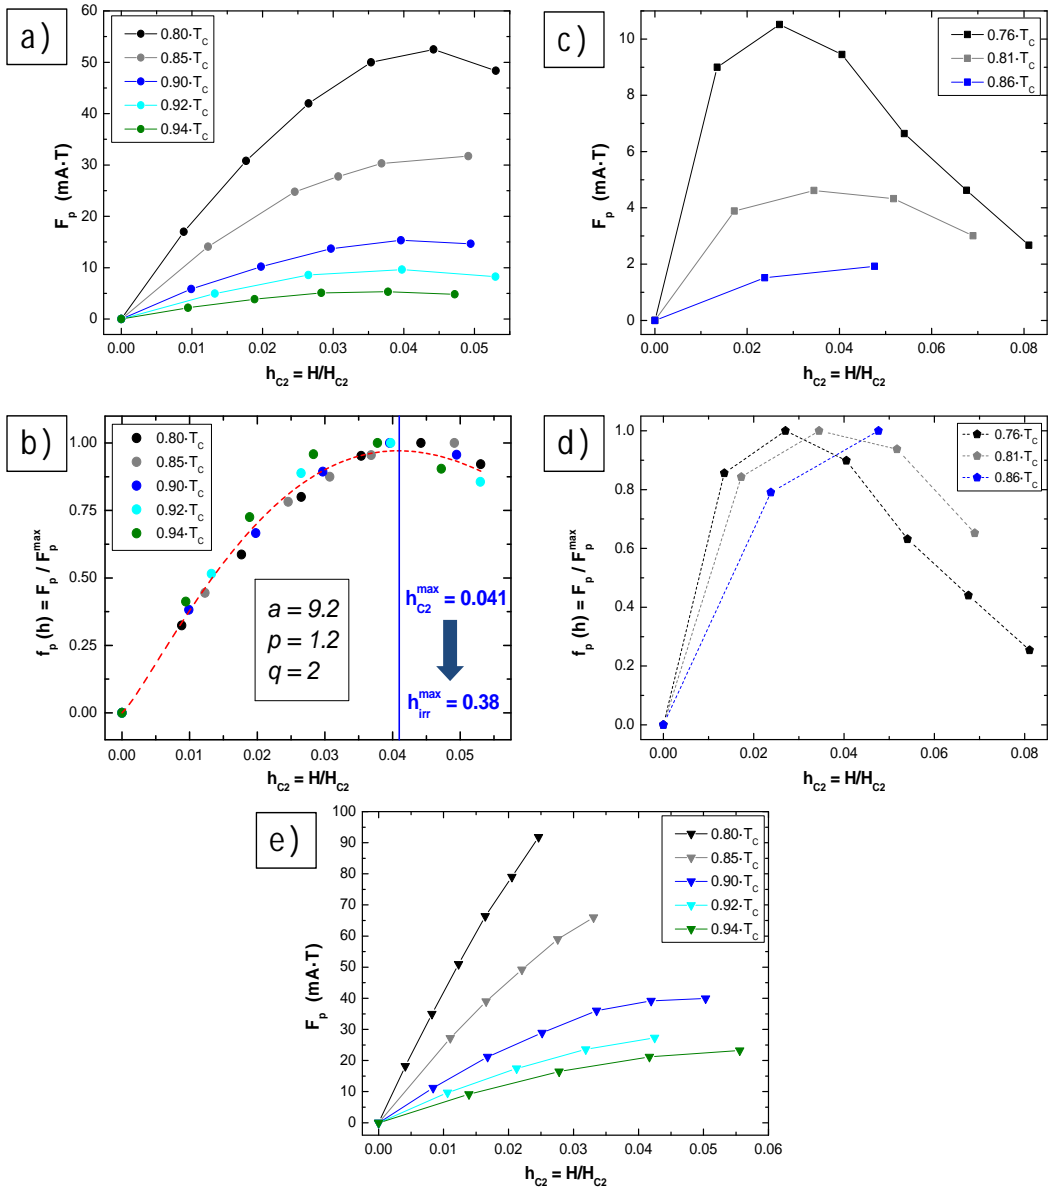 a)
60
50
40
30
20
10
0
F_p (mA·T)
0.80·T_C
0.85·T_C
0.90·T_C
0.92·T_C
0.94·T_C
0.00 0.01 0.02 0.03 0.04 0.05
h_C2 = H/H_C2
c)
10
8
6
4
2
0
F_p (mA·T)
0.76·T_C
0.81·T_C
0.86·T_C
0.00 0.02 0.04 0.06 0.08
h_C2 = H/H_C2
b)
1.00
0.75
0.50
0.25
0.00
f_p (h) = F_p / F_p^max
0.80·T_C
0.85·T_C
0.90·T_C
0.92·T_C
0.94·T_C
a = 9.2
p = 1.2
q = 2
h_C2^max = 0.041
h_irr^max = 0.38
0.00 0.01 0.02 0.03 0.04 0.05
h_C2 = H/H_C2
d)
1.0
0.8
0.6
0.4
0.2
0.0
f_p (h) = F_p / F_p^max
0.76·T_C
0.81·T_C
0.86·T_C
0.00 0.02 0.04 0.06 0.08
h_C2 = H/H_C2
e)
100
90
80
70
60
50
40
30
20
10
0
F_p (mA·T)
0.80·T_C
0.85·T_C
0.90·T_C
0.92·T_C
0.94·T_C
0.00 0.01 0.02 0.03 0.04 0.05 0.06
h_C2 = H/H_C2